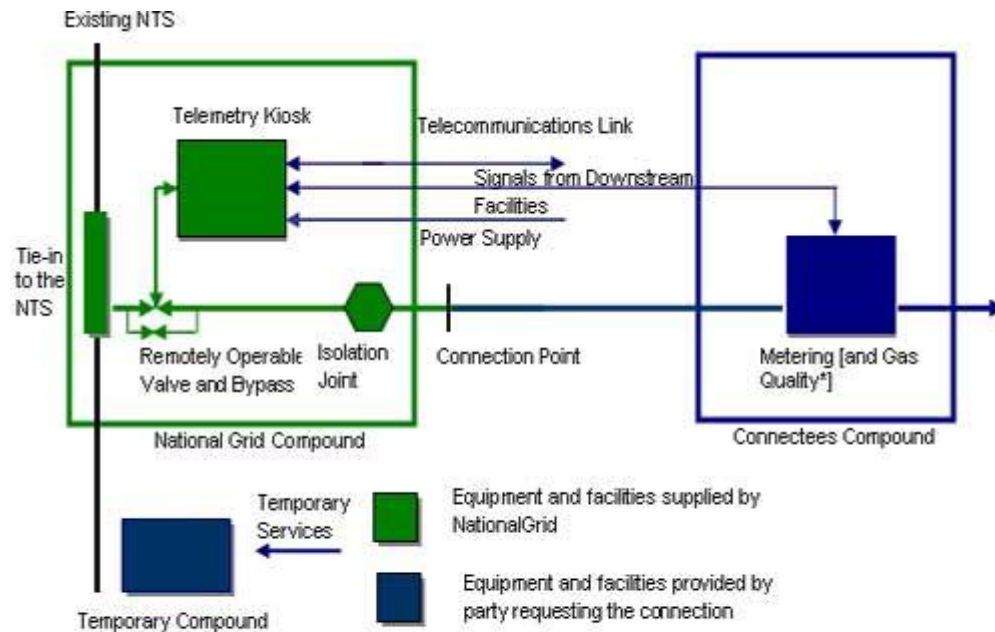 Existing NTS
Telemetry Kiosk
Telecommunications Link
Signals from Downstream
Facilities
Power Supply
Tie-in
to the
NTS
Remotely Operable
Valve and Bypass
Isolation
Joint
Connection Point
Metering [and Gas
Quality*]
National Grid Compound
Connectees Compound
Temporary
Services
Equipment and facilities supplied by
NationalGrid
Equipment and facilities provided by
party requesting the connection
Temporary Compound